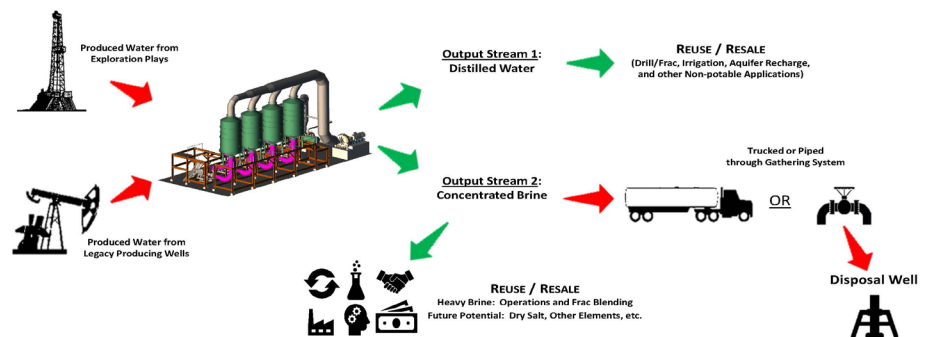 Produced Water from
Exploration Plays
Output Stream 1:
Distilled Water
REUSE / RESALE
(Drill/Frac, Irrigation, Aquifer Recharge,
and other Non-potable Applications)
Trucked or Piped
through Gathering System
Output Stream 2:
Concentrated Brine
OR
Produced Water from
Legacy Producing Wells
Disposal Well
REUSE / RESALE
Heavy Brine: Operations and Frac Blending
Future Potential: Dry Salt, Other Elements, etc.